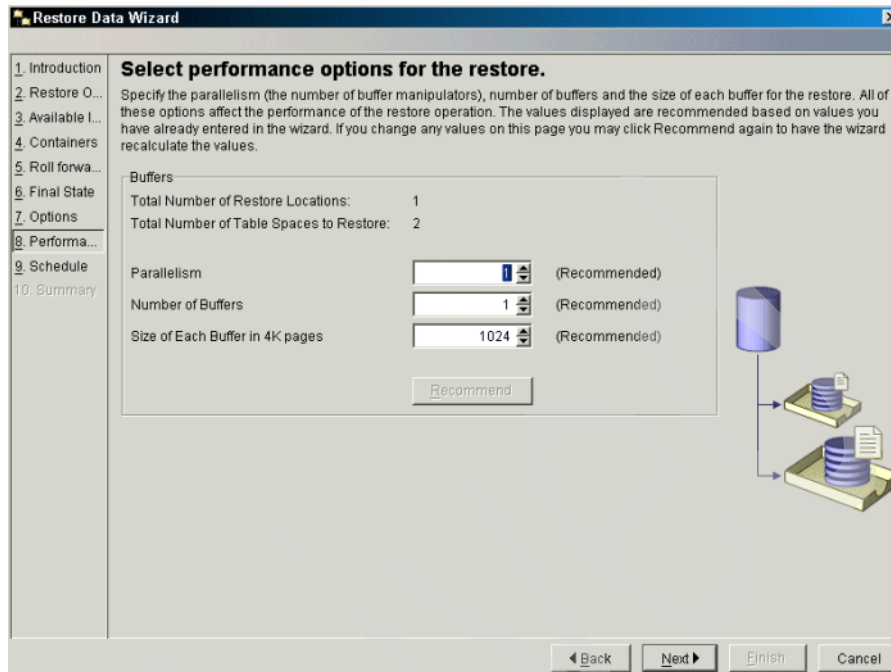 Restore Data Wizard
1. Introduction
2. Restore O...
3. Available I...
4. Containers
5. Roll forwa...
6. Final State
7. Options
8. Performa...
9. Schedule
10. Summary
Select performance options for the restore.
Specify the parallelism (the number of buffer manipulators), number of buffers and the size of each buffer for the restore. All of
these options affect the performance of the restore operation. The values displayed are recommended based on values you
have already entered in the wizard. If you change any values on this page you may click Recommend again to have the wizard
recalculate the values.
Buffers
Total Number of Restore Locations: 1
Total Number of Table Spaces to Restore: 2
Parallelism 1 (Recommended)
Number of Buffers 1 (Recommended)
Size of Each Buffer in 4K pages 1024 (Recommended)
Recommend
Back Next Finish Cancel